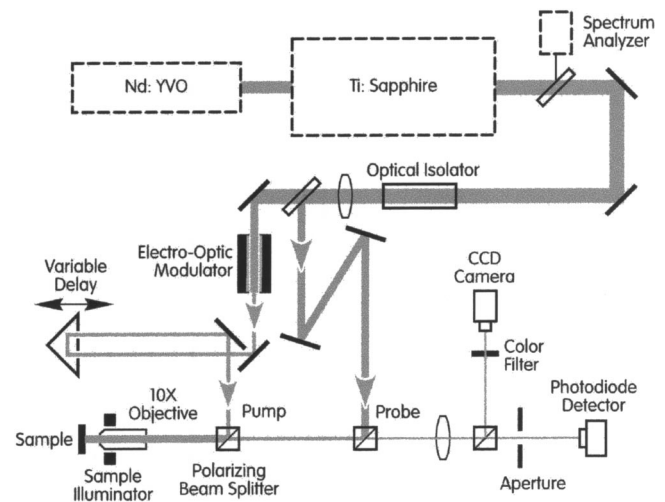 Spectrum
Analyzer
Nd: YVO
Ti: Sapphire
Optical Isolator
Electro-Optic
Modulator
Variable
Delay
CCD
Camera
Color
Filter
10X
Objective
Pump
Probe
Photodiode
Detector
Sample
Sample
Illuminator
Polarizing
Beam Splitter
Aperture